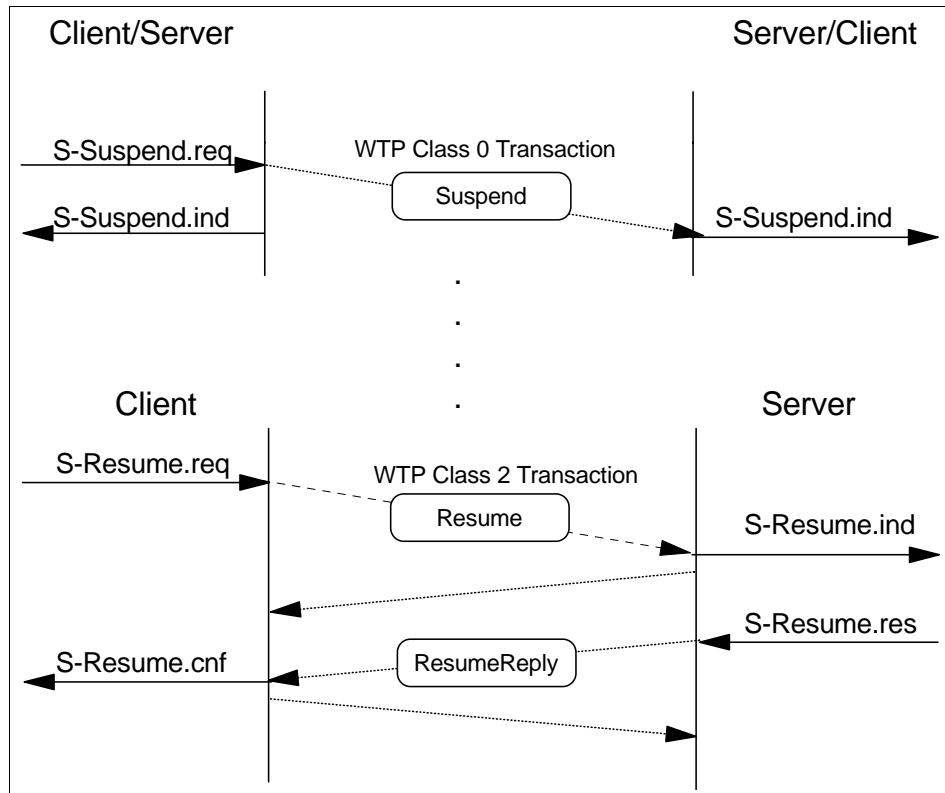 Client/Server
Server/Client
S-Suspend.req
WTP Class 0 Transaction
Suspend
S-Suspend.ind
S-Suspend.ind
Client
Server
S-Resume.req
WTP Class 2 Transaction
Resume
S-Resume.ind
S-Resume.res
S-Resume.cnf
ResumeReply